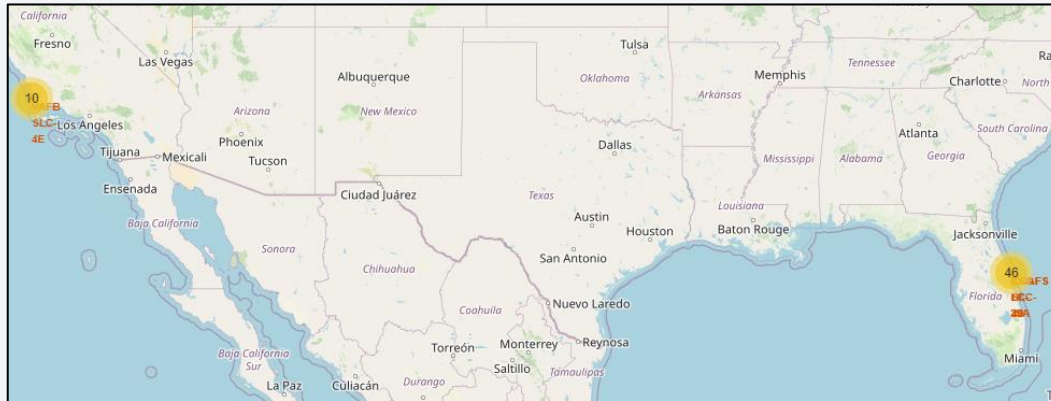 California
Fresno
Las Vegas
Tulsa
Albuquerque
Oklahoma
Memphis
Tennessee
Charlotte
North
10
Arizona
New Mexico
Arkansas
SLC-
4E
Los Angeles
Phoenix
Dallas
Atlanta
South Carolina
Tijuana
Mexicali
Tucson
Mississippi
Alabama
Georgia
Ensenada
Ciudad Juárez
Texas
Louisiana
Baja California
Austin
Houston
Baton Rouge
Jacksonville
Sonora
San Antonio
Chihuahua
46
Florida
Coahuila
Nuevo Laredo
Baja California
Sur
Torreón
Monterrey
Reynosa
Saltillo
Tamaulipas
Miami
La Paz
Culiacán
Durango